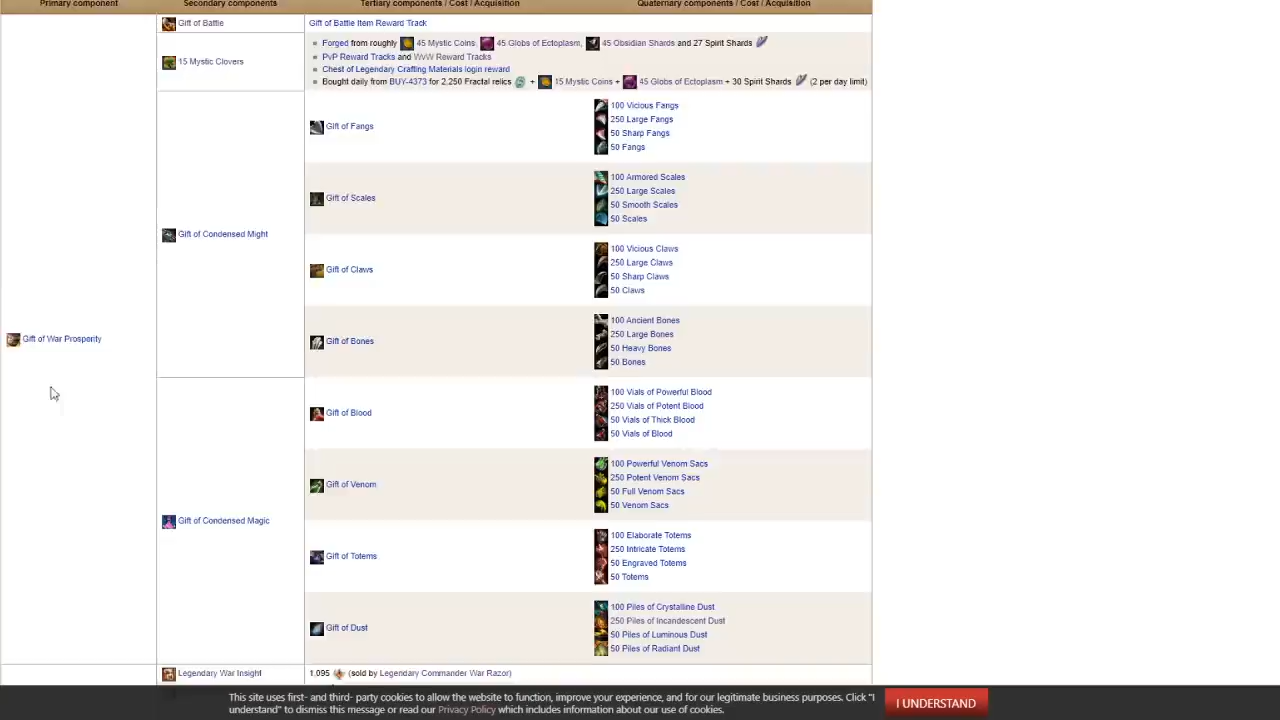 Primary component
Secondary components
Tertiary components / Cost / Acquisition
Quaternary components / Cost / Acquisition
Gift of Battle
Gift of Battle Item Reward Track
15 Mystic Clovers
Forged from roughly 45 Mystic Coins, 45 Globs of Ectoplasm, 45 Obsidian Shards and 27 Spirit Shards
PvP Reward Tracks and WvW Reward Tracks
Chest of Legendary Crafting Materials login reward
Bought daily from BUY-4373 for 2,250 Fractal relics + 15 Mystic Coins + 45 Globs of Ectoplasm + 30 Spirit Shards (2 per day limit)
Gift of War Prosperity
Gift of Condensed Might
Gift of Fangs
100 Vicious Fangs
250 Large Fangs
50 Sharp Fangs
50 Fangs
Gift of Scales
100 Armored Scales
250 Large Scales
50 Smooth Scales
50 Scales
Gift of Claws
100 Vicious Claws
250 Large Claws
50 Sharp Claws
50 Claws
Gift of Bones
100 Ancient Bones
250 Large Bones
50 Heavy Bones
50 Bones
Gift of Condensed Magic
Gift of Blood
100 Vials of Powerful Blood
250 Vials of Potent Blood
50 Vials of Thick Blood
50 Vials of Blood
Gift of Venom
100 Powerful Venom Sacs
250 Potent Venom Sacs
50 Full Venom Sacs
50 Venom Sacs
Gift of Totems
100 Elaborate Totems
250 Intricate Totems
50 Engraved Totems
50 Totems
Gift of Dust
100 Piles of Crystalline Dust
250 Piles of Incandescent Dust
50 Piles of Luminous Dust
50 Piles of Radiant Dust
Legendary War Insight
1,095 (sold by Legendary Commander War Razor)
This site uses first- and third- party cookies to allow the website to function, improve your experience, and for our legitimate business purposes. Click "I
understand" to dismiss this message or read our Privacy Policy which includes information about our use of cookies.
I UNDERSTAND